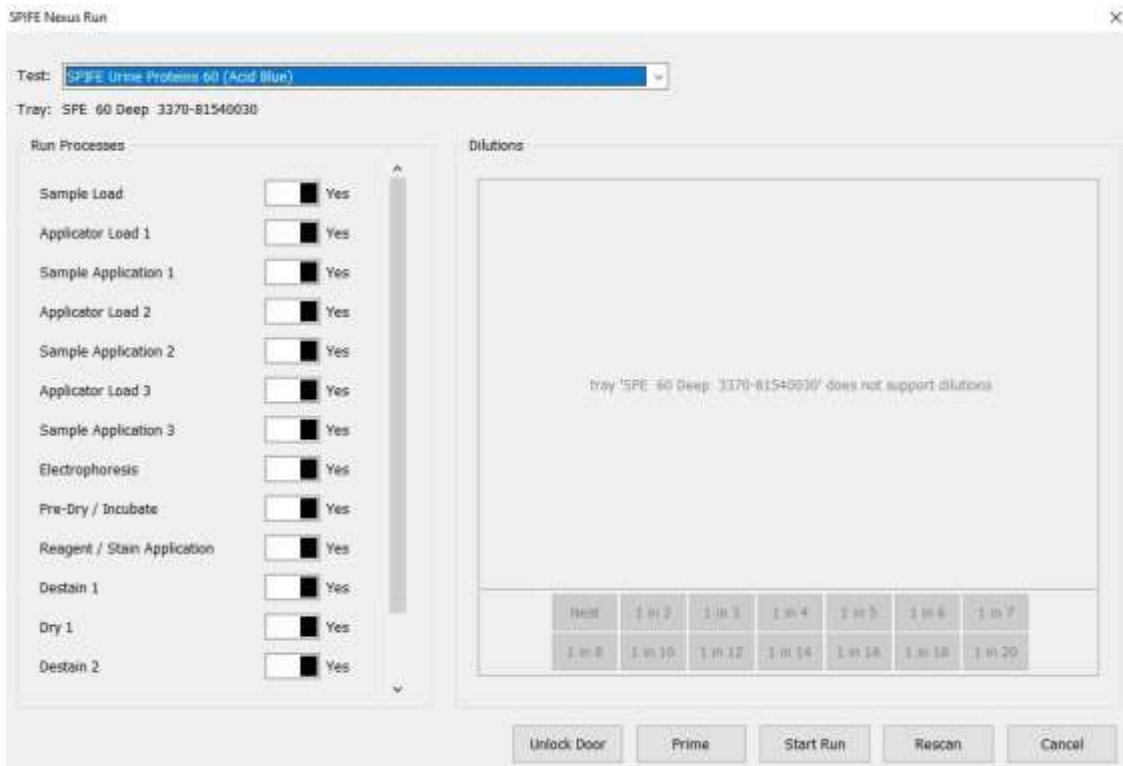 SPIFE Nexus Run
Test: SPIFE Urine Proteins 60 (Acid Blue)
Tray: SPE 60 Deep 3370-81540030
Run Processes
Sample Load Yes
Applicator Load 1 Yes
Sample Application 1 Yes
Applicator Load 2 Yes
Sample Application 2 Yes
Applicator Load 3 Yes
Sample Application 3 Yes
Electrophoresis Yes
Pre-Dry / Incubate Yes
Reagent / Stain Application Yes
Destain 1 Yes
Dry 1 Yes
Destain 2 Yes
Dilutions
tray 'SPE 60 Deep 3370-81540030' does not support dilutions
Neat 1 in 2 1 in 3 1 in 4 1 in 5 1 in 6 1 in 7
1 in 8 1 in 10 1 in 12 1 in 14 1 in 16 1 in 18 1 in 20
Unlock Door Prime Start Run Rescan Cancel